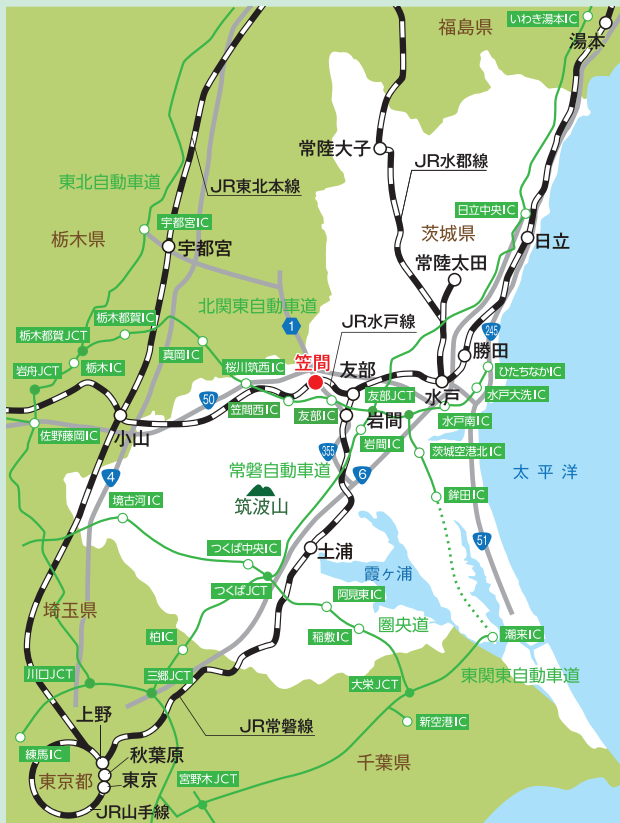 福島県
いわき湯本IC
湯本
常陸大子
JR水郡線
東北自動車道
JR東北本線
日立中央IC
宇都宮IC
茨城県
栃木県
宇都宮
日立
常陸太田
北関東自動車道
栃木都賀IC
1
JR水戸線
245
栃木都賀JCT
真岡IC
勝田
岩舟JCT
栃木IC
桜川筑西IC
笠間
友部
ひたちなかIC
友部JCT
水戸
水戸大洗IC
50
笠間西IC
友部IC
小山
岩間
水戸南IC
佐野藤岡IC
岩間IC
355
茨城空港北IC
常磐自動車道
6
太平洋
4
筑波山
境古河IC
鉾田IC
51
つくば中央IC
土浦
霞ヶ浦
つくばJCT
阿見東IC
埼玉県
圏央道
柏IC
稲敷IC
潮来IC
川口JCT
三郷JCT
大栄JCT
東関東自動車道
上野
JR常磐線
新空港IC
練馬IC
秋葉原
千葉県
東京都
東京
宮野木JCT
JR山手線